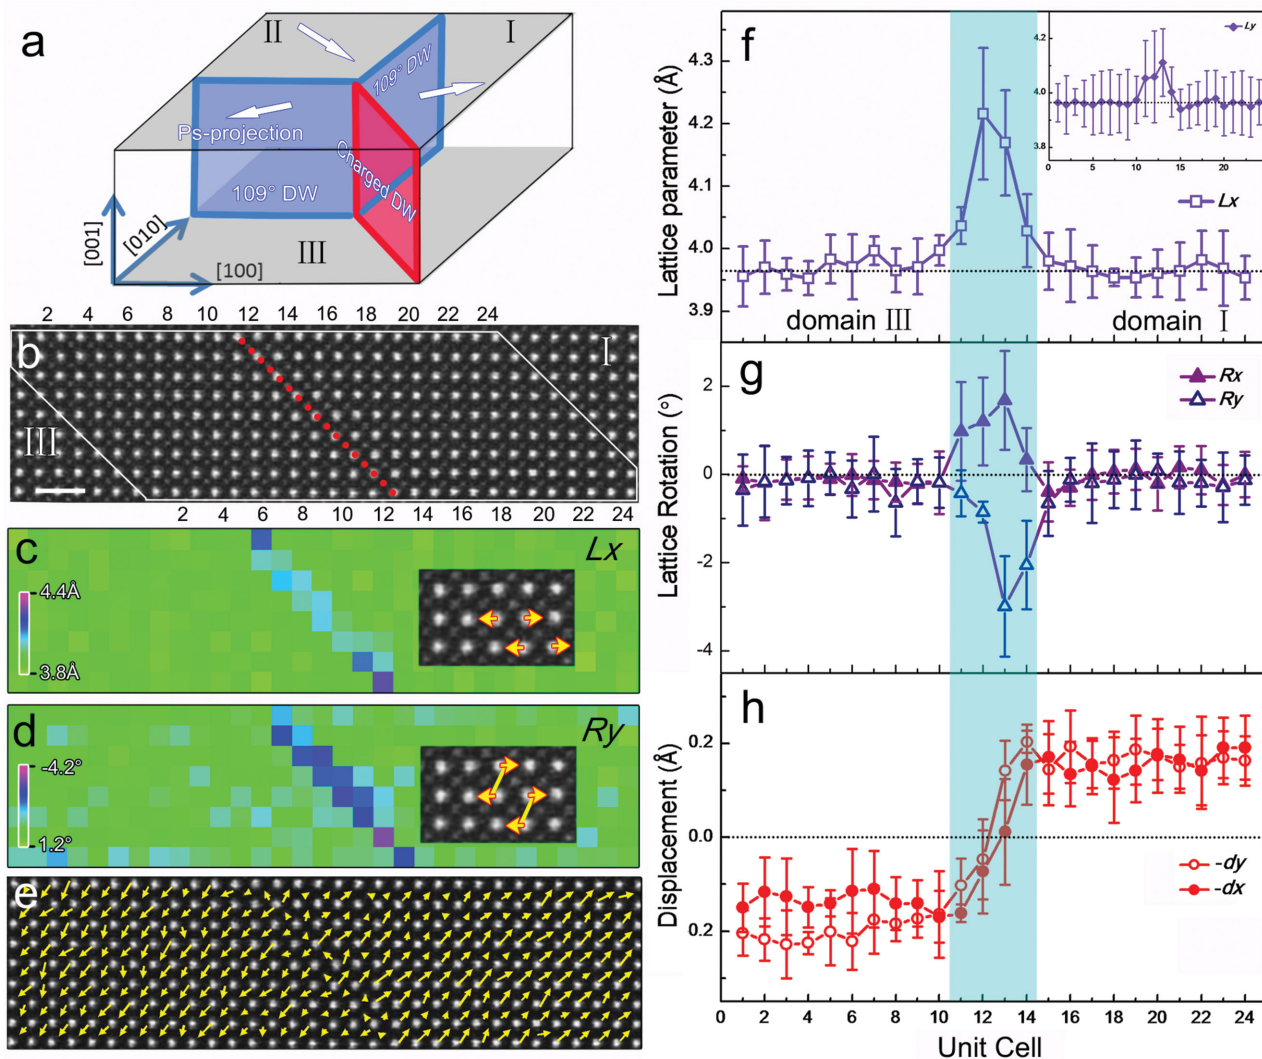 a
II
I
109° DW
Ps-projection
Charged DW
109° DW
III
[001]
[010]
[100]
2 4 6 8 10 12 14 16 18 20 22 24
b
I
III
2 4 6 8 10 12 14 16 18 20 22 24
c
Lx
4.4Å
3.8Å
d
Ry
-4.2°
1.2°
e
f
Lattice parameter (Å)
4.3
4.2
4.1
4.0
3.9
Ly
4.2
4.0
3.8
0 5 10 15 20
Lx
domain III
domain I
g
Lattice Rotation (°)
2
0
-2
-4
Rx
Ry
h
Displacement (Å)
0.2
0.0
0.2
-dy
-dx
0 2 4 6 8 10 12 14 16 18 20 22 24
Unit Cell